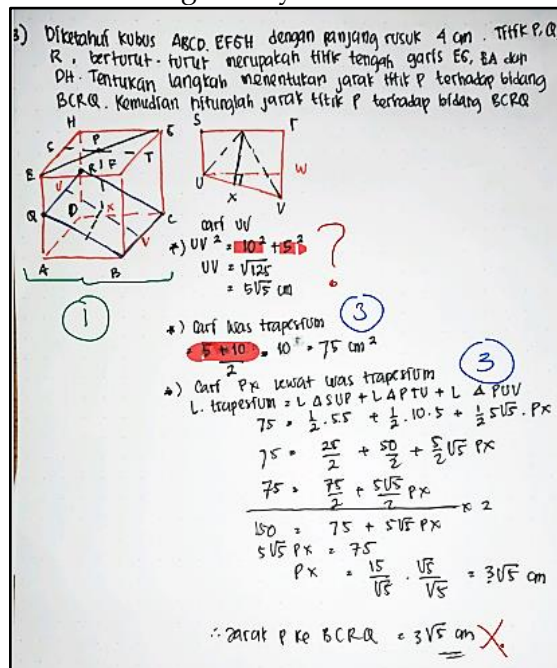 3) Diketahui kubus ABCD. EFGH dengan panjang rusuk 4 cm. Titik P, Q
R, berturut-turut merupakan titik tengah garis EG, EA dan
DH. Tentukan langkah menentukan jarak titik P terhadap bidang
BCRQ. Kemudian hitunglah jarak titik P terhadap bidang BCRQ
H G S T
S P
R F T
E U
U W
X
Q D X C V
V
A B
1
cari UV
*) UV² = 10² + 5² ?
UV = √125
= 5√5 cm
*) Cari luas trapesium 3
= 5 + 10 / 2 . 10 = 75 cm²
*) Cari PX lewat luas trapesium 3
L. trapesium = L Δ SUP + L Δ PTU + L Δ PUV
75 = 1/2 . 5.5 + 1/2 . 10.5 + 1/2 5√5 . PX
75 = 25/2 + 50/2 + 5/2 √5 PX
75 = 75/2 + 5√5/2 PX
x 2
150 = 75 + 5√5 PX
5√5 PX = 75
PX = 15/√5 . √5/√5 = 3√5 cm
∴ Jarak P ke BCRQ = 3√5 cm X.